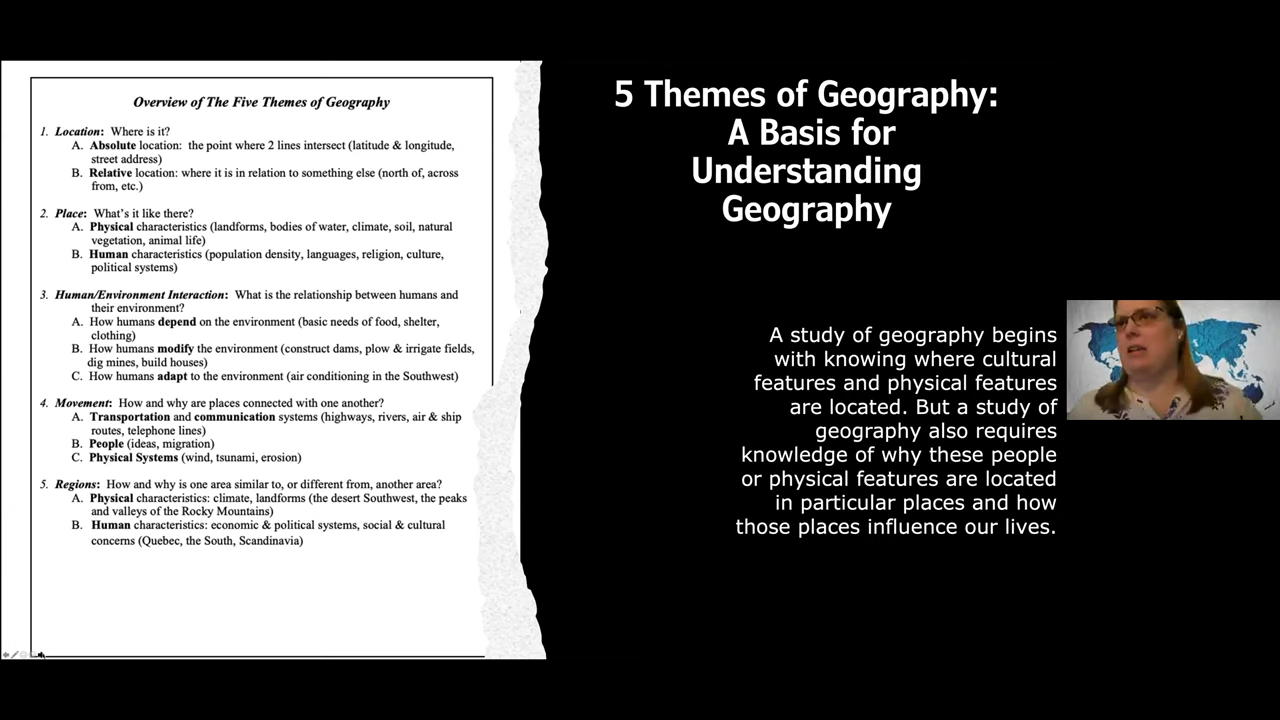 Overview of The Five Themes of Geography
1. Location: Where is it?
A. Absolute location: the point where 2 lines intersect (latitude & longitude,
street address)
B. Relative location: where it is in relation to something else (north of, across
from, etc.)
2. Place: What's it like there?
A. Physical characteristics (landforms, bodies of water, climate, soil, natural
vegetation, animal life)
B. Human characteristics (population density, languages, religion, culture,
political systems)
3. Human/Environment Interaction: What is the relationship between humans and
their environment?
A. How humans depend on the environment (basic needs of food, shelter,
clothing)
B. How humans modify the environment (construct dams, plow & irrigate fields,
dig mines, build houses)
C. How humans adapt to the environment (air conditioning in the Southwest)
4. Movement: How and why are places connected with one another?
A. Transportation and communication systems (highways, rivers, air & ship
routes, telephone lines)
B. People (ideas, migration)
C. Physical Systems (wind, tsunami, erosion)
5. Regions: How and why is one area similar to, or different from, another area?
A. Physical characteristics: climate, landforms (the desert Southwest, the peaks
and valleys of the Rocky Mountains)
B. Human characteristics: economic & political systems, social & cultural
concerns (Quebec, the South, Scandinavia)
5 Themes of Geography:
A Basis for
Understanding
Geography
A study of geography begins
with knowing where cultural
features and physical features
are located. But a study of
geography also requires
knowledge of why these people
or physical features are located
in particular places and how
those places influence our lives.